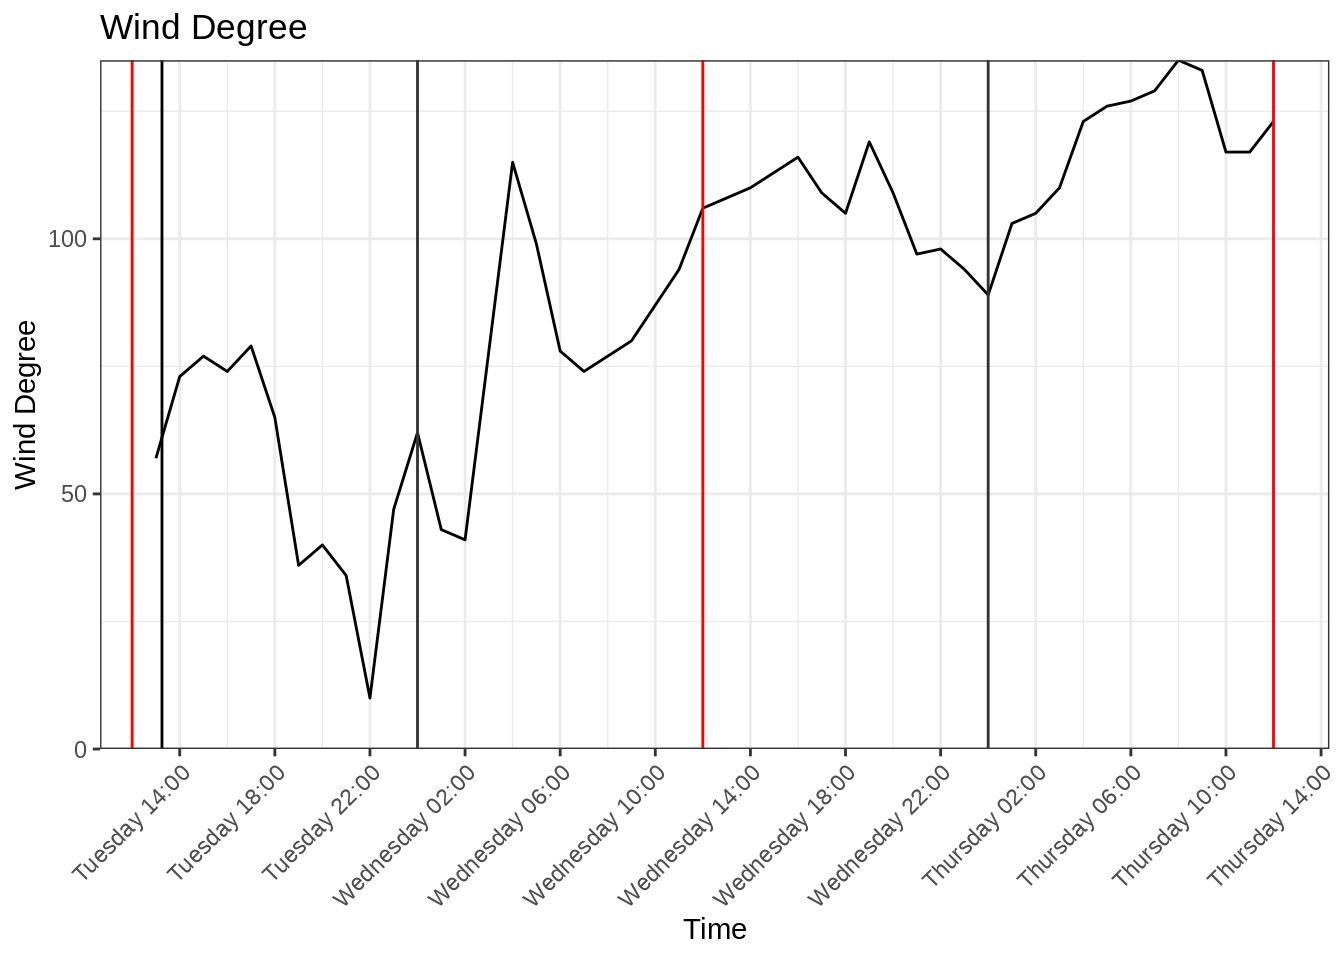 Wind Degree
Wind Degree
100
50
0
Tuesday 14:00
Tuesday 18:00
Tuesday 22:00
Wednesday 02:00
Wednesday 06:00
Wednesday 10:00
Wednesday 14:00
Wednesday 18:00
Wednesday 22:00
Thursday 02:00
Thursday 06:00
Thursday 10:00
Thursday 14:00
Time